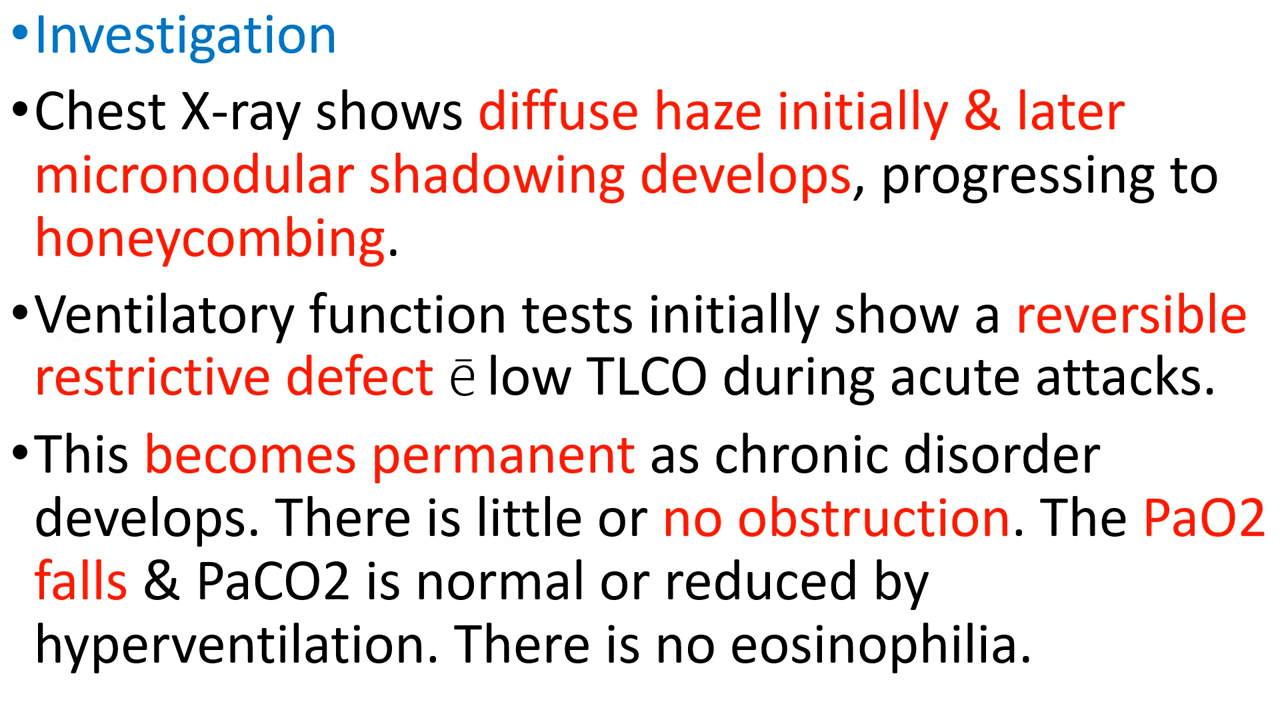 •Investigation
•Chest X-ray shows diffuse haze initially & later
micronodular shadowing develops, progressing to
honeycombing.
•Ventilatory function tests initially show a reversible
restrictive defect ē low TLCO during acute attacks.
•This becomes permanent as chronic disorder
develops. There is little or no obstruction. The PaO2
falls & PaCO2 is normal or reduced by
hyperventilation. There is no eosinophilia.